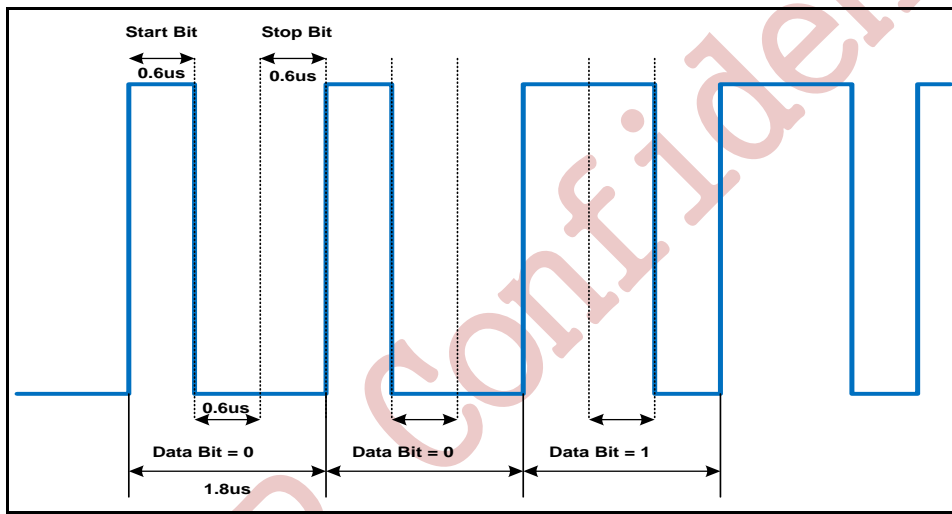 Start Bit
Stop Bit
0.6us
0.6us
0.6us
Data Bit = 0
Data Bit = 0
Data Bit = 1
1.8us
Confiden